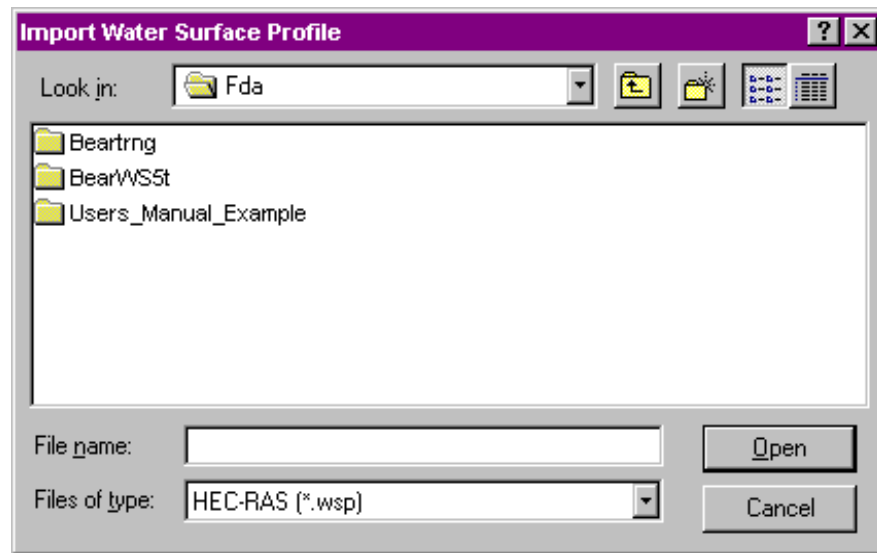 Import Water Surface Profile
Look in:
Fda
Beartrng
BearWS5t
Users_Manual_Example
File name:
Open
Files of type:
HEC-RAS (*.wsp)
Cancel